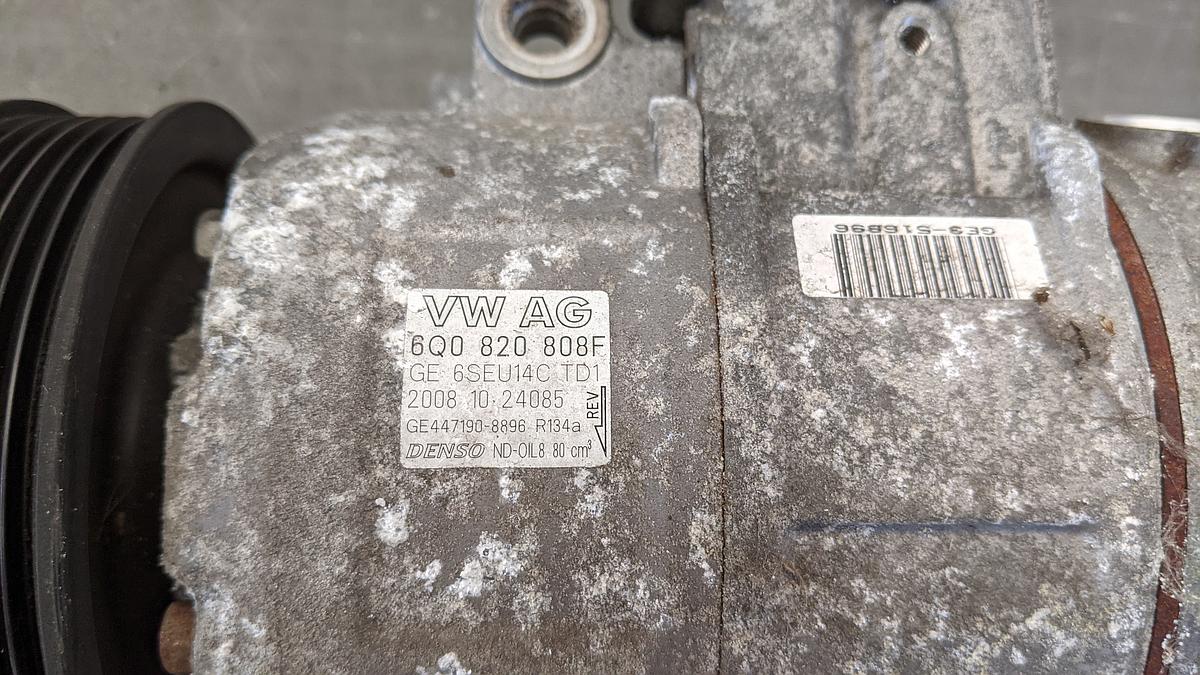 VW AG
6Q0 820 808F
GE 6SEU14C TD1
2008 10 24085
GE447190-8896 R134a
DENSO ND-OIL8 80 cm³
REV
GE9-S16896